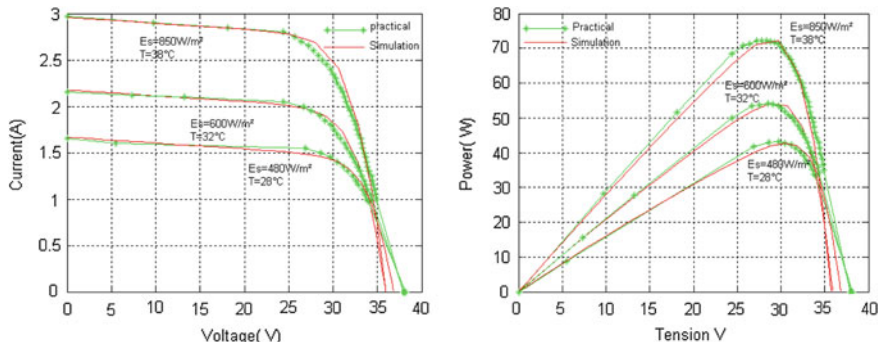 3
2.5
2
1.5
1
0.5
0
0 5 10 15 20 25 30 35 40
Current(A)
Voltage( V)
practical
Simulation
Es=850W/m²
T=38°C
Es=600W/m²
T=32°C
Es=480W/m²
T=28°C
80
70
60
50
40
30
20
10
0
0 5 10 15 20 25 30 35 40
Power( W)
Tension V
Practical
Simulation
Es=850W/m²
T=38°C
Es=600W/m²
T=32°C
Es=480W/m²
T=28°C